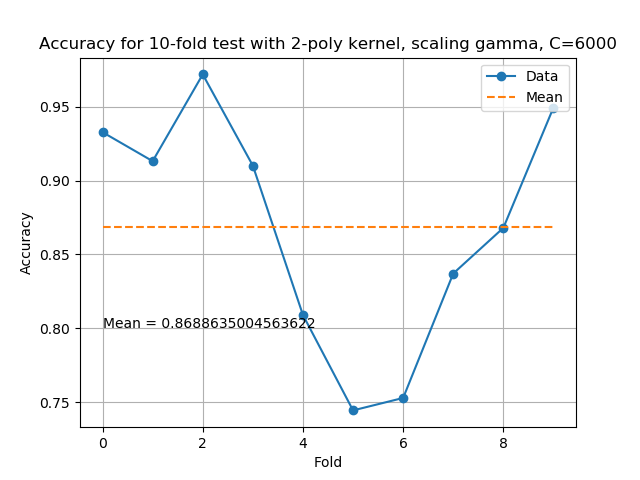 Accuracy for 10-fold test with 2-poly kernel, scaling gamma, C=6000
Data
Mean
0.95
0.90
0.85
0.80
0.75
Accuracy
Mean = 0.8688635004563622
0 2 4 6 8
Fold